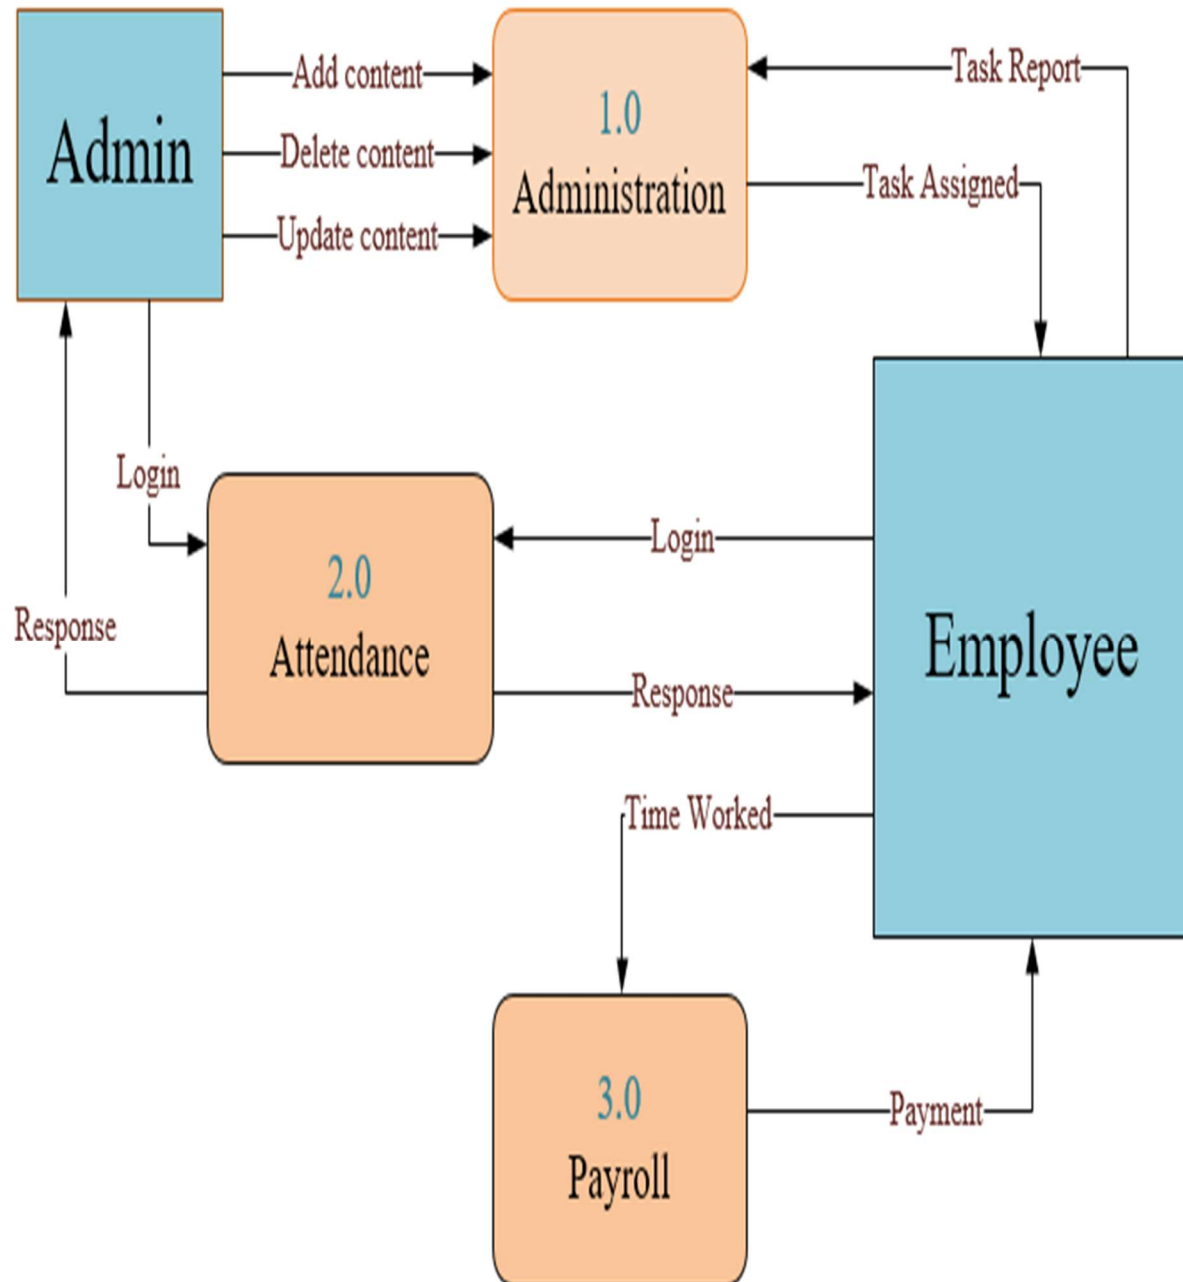 Admin
Add content
Delete content
Update content
1.0
Administration
Task Report
Task Assigned
Login
Response
2.0
Attendance
Login
Response
Employee
Time Worked
3.0
Payroll
Payment